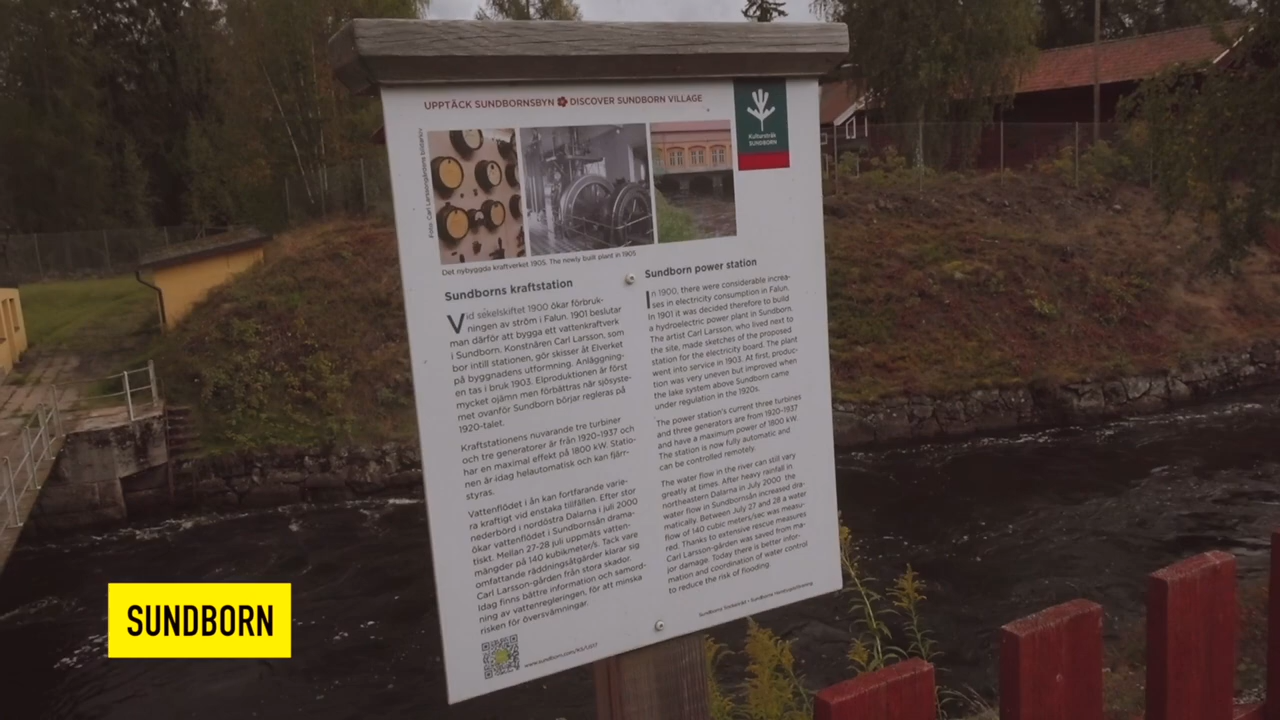 UPPTÄCK SUNDBORNSBYN DISCOVER SUNDBORN VILLAGE
Kulturstråk
SUNDBORN
Det nybyggda kraftverket 1905. The newly built plant in 1905
Sundborns kraftstation
Vid sekelskiftet 1900 ökar förbruk-
ningen av ström i Falun. 1901 beslutar
man därför att bygga ett vattenkraftverk
i Sundborn. Konstnären Carl Larsson, som
bor intill stationen, gör skisser åt Elverket
på byggnadens utformning. Anläggning-
en tas i bruk 1903. Elproduktionen är först
mycket ojämn men förbättras när sjösyste-
met ovanför Sundborn börjar regleras på
1920-talet.
Kraftstationens nuvarande tre turbiner
och tre generatorer är från 1920-1937 och
har en maximal effekt på 1800 kW. Statio-
nen är idag helautomatisk och kan fjärr-
styras.
Vattenflödet i ån kan fortfarande varie-
ra kraftigt vid enstaka tillfällen. Efter stor
nederbörd i nordöstra Dalarna i juli 2000
ökar vattenflödet i Sundbornsån drama-
tiskt. Mellan 27-28 juli uppmäts vatten-
mängder på 140 kubikmeter/s. Tack vare
omfattande räddningsåtgärder klarar sig
Carl Larsson-gården från stora skador.
Idag finns bättre information och samord-
ning av vattenregleringen, för att minska
risken för översvämningar.
Sundborn power station
In 1900, there were considerable increa-
ses in electricity consumption in Falun.
In 1901 it was decided therefore to build
a hydroelectric power plant in Sundborn.
The artist Carl Larsson, who lived next to
the site, made sketches of the proposed
station for the electricity board. The plant
went into service in 1903. At first, produc-
tion was very uneven but improved when
the lake system above Sundborn came
under regulation in the 1920s.
The power station's current three turbines
and three generators are from 1920-1937
and have a maximum power of 1800 kW.
The station is now fully automatic and
can be controlled remotely.
The water flow in the river can still vary
greatly at times. After heavy rainfall in
northeastern Dalarna in July 2000 the
water flow in Sundbornsån increased dra-
matically. Between July 27 and 28 a water
flow of 140 cubic meters/sec was measu-
red. Thanks to extensive rescue measures
Carl Larsson-gården was saved from ma-
jor damage. Today there is better infor-
mation and coordination of water control
to reduce the risk of flooding.
SUNDBORN